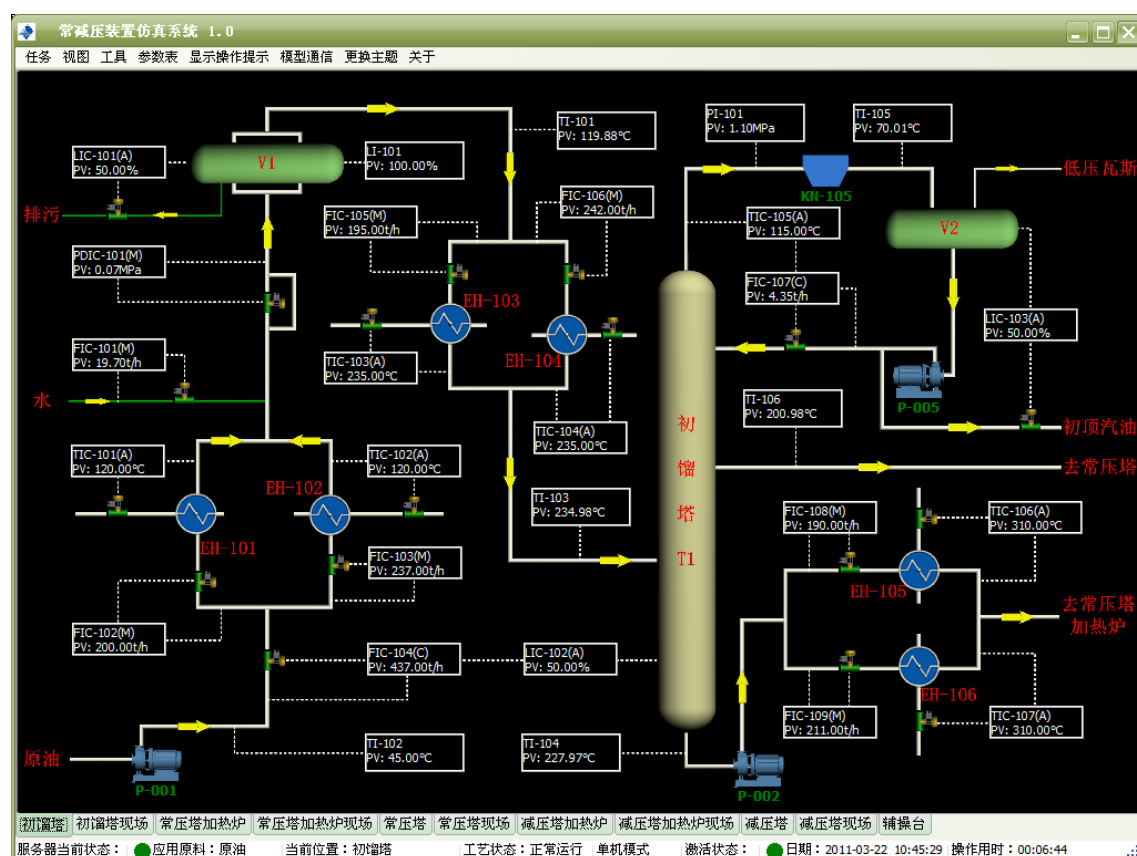 常减压装置仿真系统 1.0
任务 视图 工具 参数表 显示操作提示 模型通信 更换主题 关于
LIC-101(A)
PV: 50.00%
V1
LI-101
PV: 100.00%
TI-101
PV: 119.88℃
PI-101
PV: 1.10MPa
TI-105
PV: 70.01℃
KN-105
低压瓦斯
排污
FIC-105(M)
PV: 195.00t/h
FIC-106(M)
PV: 242.00t/h
TIC-105(A)
PV: 115.00℃
V2
PDIC-101(M)
PV: 0.07MPa
FIC-107(C)
PV: 4.35t/h
EH-103
LIC-103(A)
PV: 50.00%
FIC-101(M)
PV: 19.70t/h
TIC-103(A)
PV: 235.00℃
EH-104
P-005
水
TI-106
PV: 200.98℃
初顶汽油
TIC-104(A)
PV: 235.00℃
初
馏
塔
T1
去常压塔
TIC-101(A)
PV: 120.00℃
TIC-102(A)
PV: 120.00℃
EH-102
EH-101
TI-103
PV: 234.98℃
FIC-108(M)
PV: 190.00t/h
TIC-106(A)
PV: 310.00℃
FIC-103(M)
PV: 237.00t/h
EH-105
去常压塔
加热炉
FIC-102(M)
PV: 200.00t/h
FIC-104(C)
PV: 437.00t/h
LIC-102(A)
PV: 50.00%
EH-106
FIC-109(M)
PV: 211.00t/h
TIC-107(A)
PV: 310.00℃
原油
P-001
TI-102
PV: 45.00℃
TI-104
PV: 227.97℃
P-002
初馏塔 初馏塔现场 常压塔加热炉 常压塔加热炉现场 常压塔 常压塔现场 减压塔加热炉 减压塔加热炉现场 减压塔 减压塔现场 辅操台
服务器当前状态： 应用原料：原油 当前位置：初馏塔 工艺状态：正常运行 单机模式 激活状态： 日期：2011-03-22 10:45:29 操作用时：00:06:44